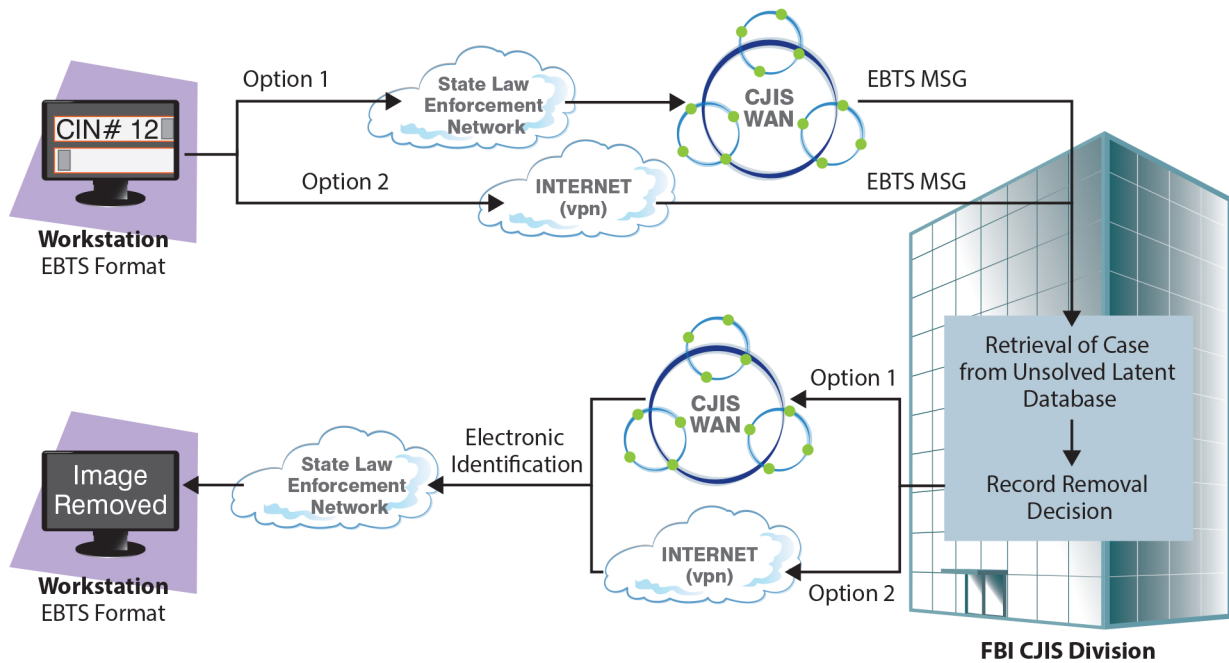 Option 1
State Law
Enforcement
Network
CJIS
WAN
EBTS MSG
CIN# 12
Option 2
INTERNET
(vpn)
EBTS MSG
Workstation
EBTS Format
Retrieval of Case
from Unsolved Latent
Database
Record Removal
Decision
Option 1
CJIS
WAN
Electronic
Identification
State Law
Enforcement
Network
Image
Removed
INTERNET
(vpn)
Option 2
Workstation
EBTS Format
FBI CJIS Division